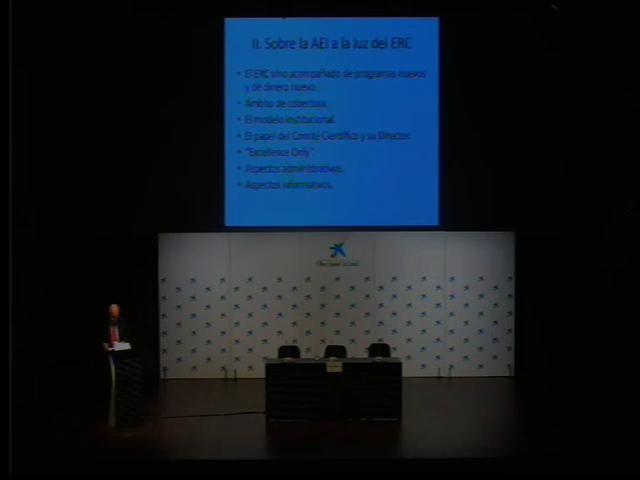 II. Sobre la AEI a la luz del ERC
• El ERC vino acompañado de programas nuevos
y de dinero nuevo.
• Ámbito de cobertura.
• El modelo institucional.
• El papel del Comité Científico y su Director.
• "Excellence Only".
• Aspectos administrativos.
• Aspectos informativos.